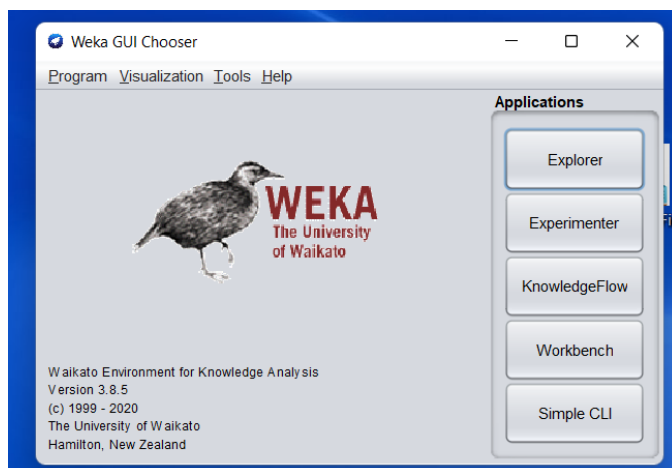 Weka GUI Chooser
Program Visualization Tools Help
Applications
WEKA
The University
of Waikato
Explorer
Experimenter
KnowledgeFlow
Workbench
Simple CLI
Waikato Environment for Knowledge Analysis
Version 3.8.5
(c) 1999 - 2020
The University of Waikato
Hamilton, New Zealand